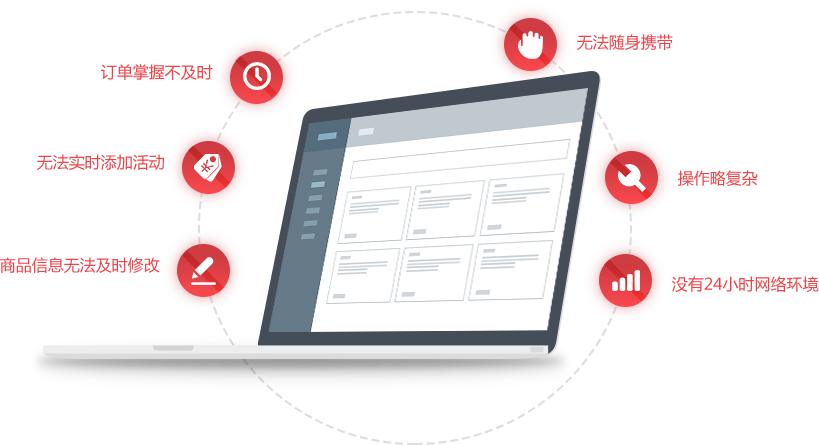 订单掌握不及时
无法实时添加活动
商品信息无法及时修改
无法随身携带
操作略复杂
没有24小时网络环境